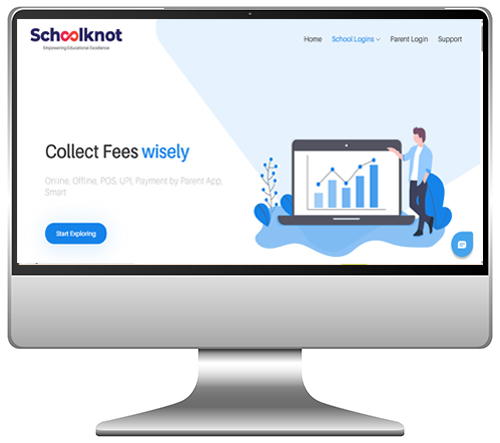 Schoolknot
Empowering Educational Excellence
Home School Logins Parent Login Support
Collect Fees wisely
Online, Offline, POS, UPI, Payment by Parent App,
Smart
Start Exploring